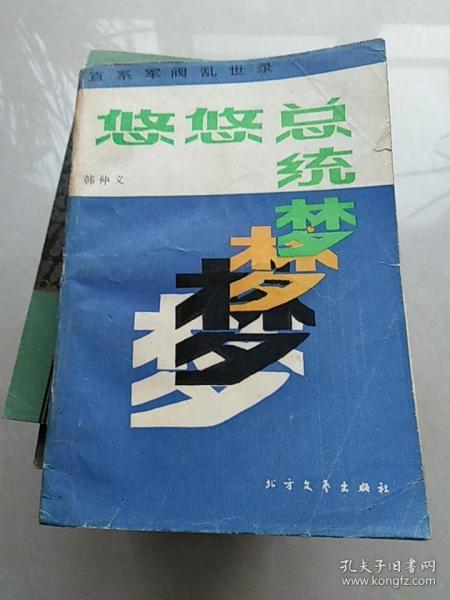 直系军阀乱世录
悠悠总
统
韩仲义
梦
梦
梦
梦
北方文艺出版社
孔夫子旧书网
www.kongfz.com